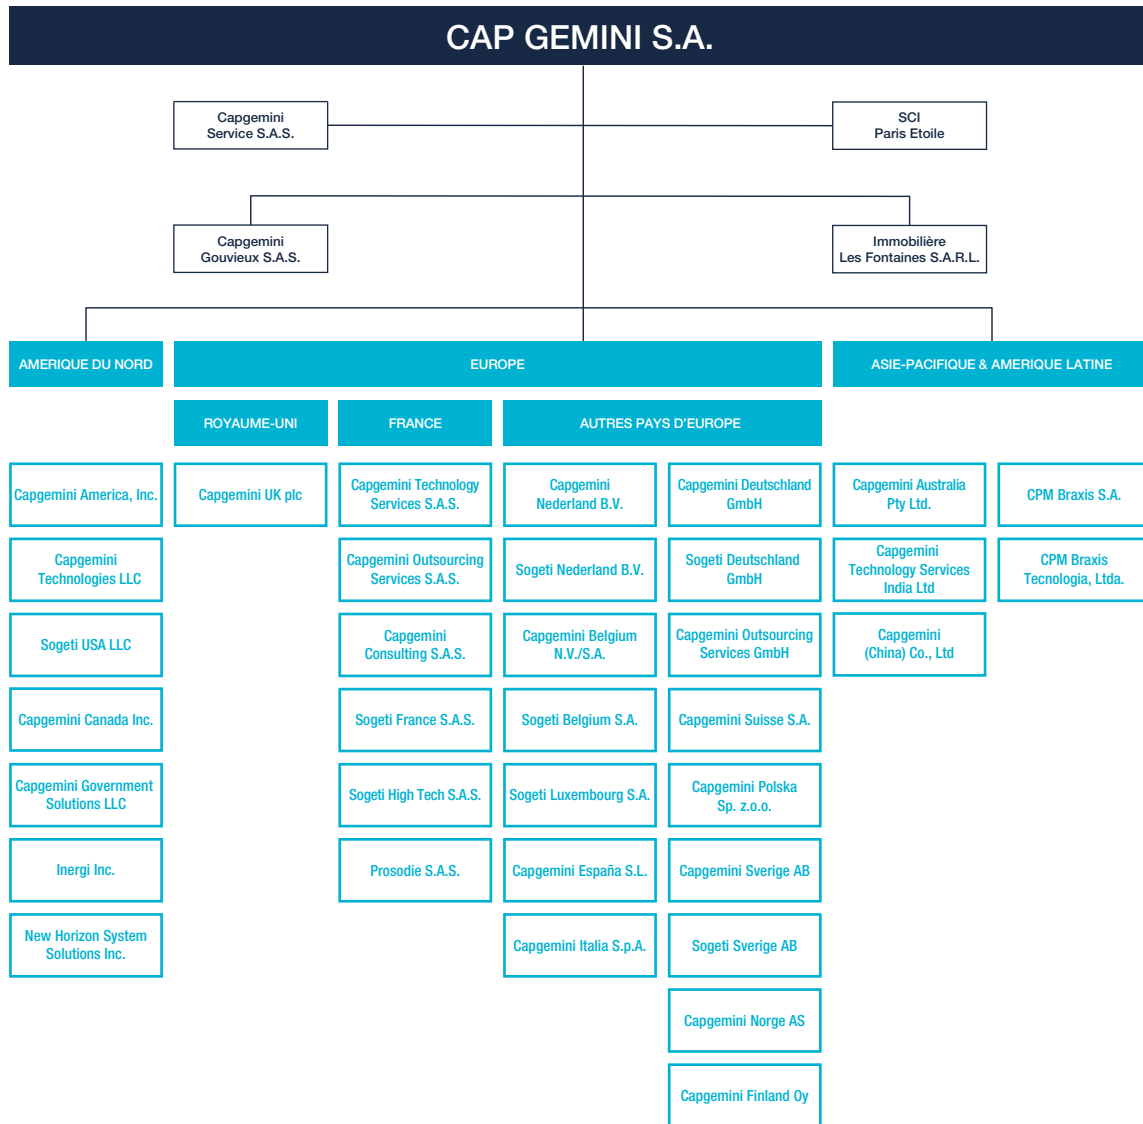 CAP GEMINI S.A.
Capgemini
Service S.A.S.
SCI
Paris Etoile
Capgemini
Gouvieux S.A.S.
Immobilière
Les Fontaines S.A.R.L.
AMERIQUE DU NORD
EUROPE
ASIE-PACIFIQUE & AMERIQUE LATINE
ROYAUME-UNI
FRANCE
AUTRES PAYS D'EUROPE
Capgemini America, Inc.
Capgemini UK plc
Capgemini Technology
Services S.A.S.
Capgemini
Nederland B.V.
Capgemini Deutschland
GmbH
Capgemini Australia
Pty Ltd.
CPM Braxis S.A.
Capgemini
Technologies LLC
Capgemini Outsourcing
Services S.A.S.
Sogeti Nederland B.V.
Sogeti Deutschland
GmbH
Capgemini
Technology Services
India Ltd
CPM Braxis
Tecnologia, Ltda.
Sogeti USA LLC
Capgemini
Consulting S.A.S.
Capgemini Belgium
N.V./S.A.
Capgemini Outsourcing
Services GmbH
Capgemini
(China) Co., Ltd
Capgemini Canada Inc.
Sogeti France S.A.S.
Sogeti Belgium S.A.
Capgemini Suisse S.A.
Capgemini Government
Solutions LLC
Sogeti High Tech S.A.S.
Sogeti Luxembourg S.A.
Capgemini Polska
Sp. z.o.o.
Inergi Inc.
Prosodie S.A.S.
Capgemini España S.L.
Capgemini Sverige AB
New Horizon System
Solutions Inc.
Capgemini Italia S.p.A.
Sogeti Sverige AB
Capgemini Norge AS
Capgemini Finland Oy